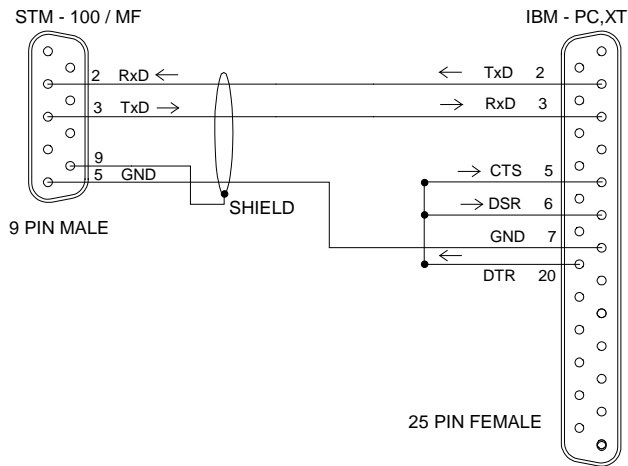 STM - 100 / MF
IBM - PC,XT
2 RxD
TxD 2
3 TxD
RxD 3
9
5 GND
CTS 5
SHIELD
DSR 6
9 PIN MALE
GND 7
DTR 20
25 PIN FEMALE